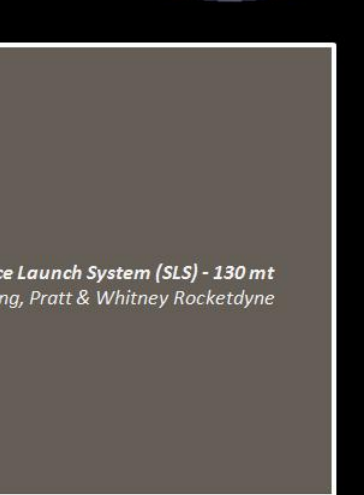 ce Launch System (SLS) - 130 mt
ng, Pratt & Whitney Rocketdyne